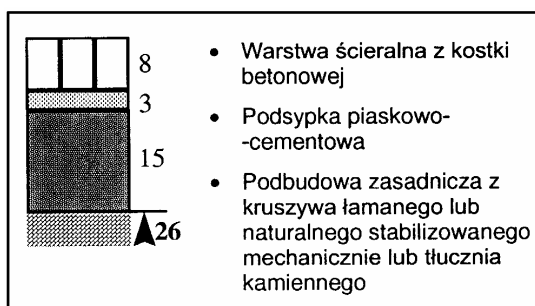 8
3
15
26
• Warstwa ścieralna z kostki
betonowej
• Podsypka piaskowo-
-cementowa
• Podbudowa zasadnicza z
kruszywa łamanego lub
naturalnego stabilizowanego
mechanicznie lub tłucznia
kamiennego